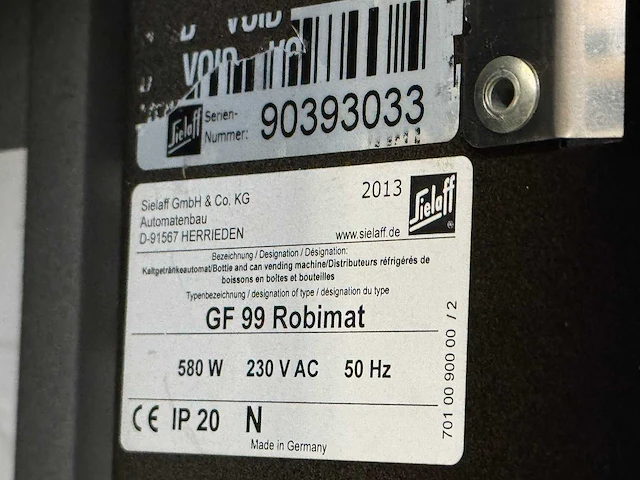 D VOID
VOID VO
Sielaff Serien-
Nummer: 90393033
Sielaff GmbH & Co. KG
Automatenbau
D-91567 HERRIEDEN
2013
Sielaff
®
www.sielaff.de
Bezeichnung / Designation / Désignation:
Kaltgetränkeautomat/Bottle and can vending machine/Distributeurs réfrigérés de
boissons en boîtes et bouteilles
Typenbezeichnung / designation of type / désignation du type
GF 99 Robimat
580 W 230 V AC 50 Hz
CE IP 20 N
Made in Germany
701 00 900 00 / 2